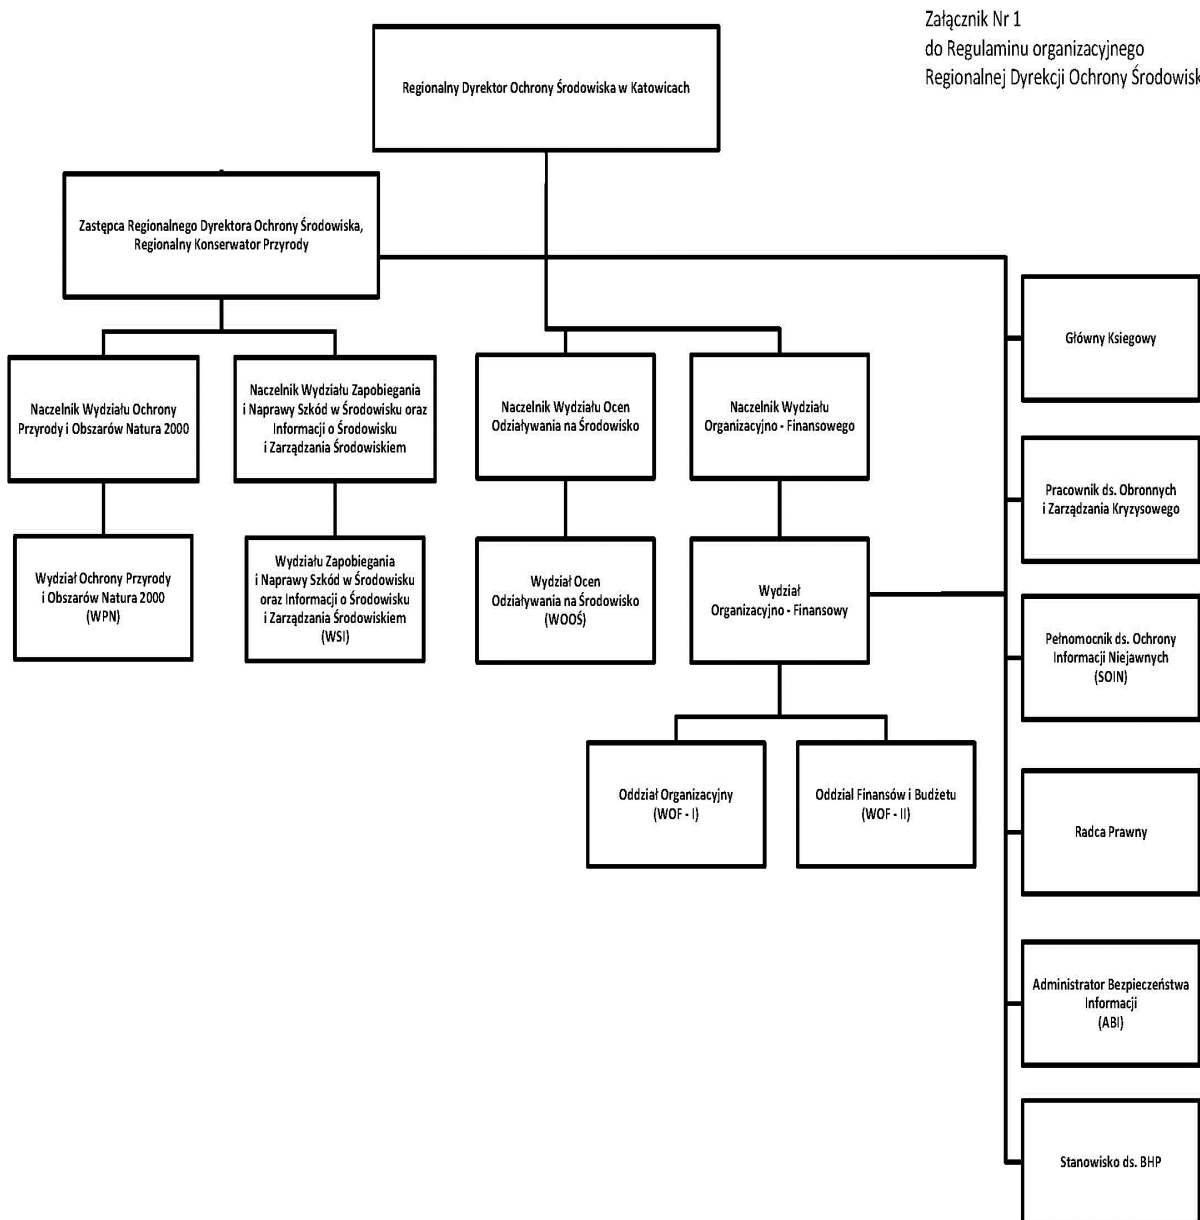 Załącznik Nr 1
do Regulaminu organizacyjnego
Regionalnej Dyrekcji Ochrony Środowisk
Regionalny Dyrektor Ochrony Środowiska w Katowicach
Zastępca Regionalnego Dyrektora Ochrony Środowiska,
Regionalny Konserwator Przyrody
Naczelnik Wydziału Ochrony
Przyrody i Obszarów Natura 2000
Naczelnik Wydziału Zapobiegania
i Naprawy Szkód w Środowisku oraz
Informacji o Środowisku
i Zarządzania Środowiskiem
Naczelnik Wydziału Ocen
Odziaływania na Środowisko
Naczelnik Wydziału
Organizacyjno - Finansowego
Wydział Ochrony Przyrody
i Obszarów Natura 2000
(WPN)
Wydziału Zapobiegania
i Naprawy Szkód w Środowisku
oraz Informacji o Środowisku
i Zarządzania Środowiskiem
(WSI)
Wydział Ocen
Odziaływania na Środowisko
(WOOŚ)
Wydział
Organizacyjno - Finansowy
Oddział Organizacyjny
(WOF - I)
Oddzial Finansów i Budżetu
(WOF - II)
Główny Ksiegowy
Pracownik ds. Obronnych
i Zarządzania Kryzysowego
Pełnomocnik ds. Ochrony
Informacji Niejawnych
(SOIN)
Radca Prawny
Administrator Bezpieczeństwa
Informacji
(ABI)
Stanowisko ds. BHP